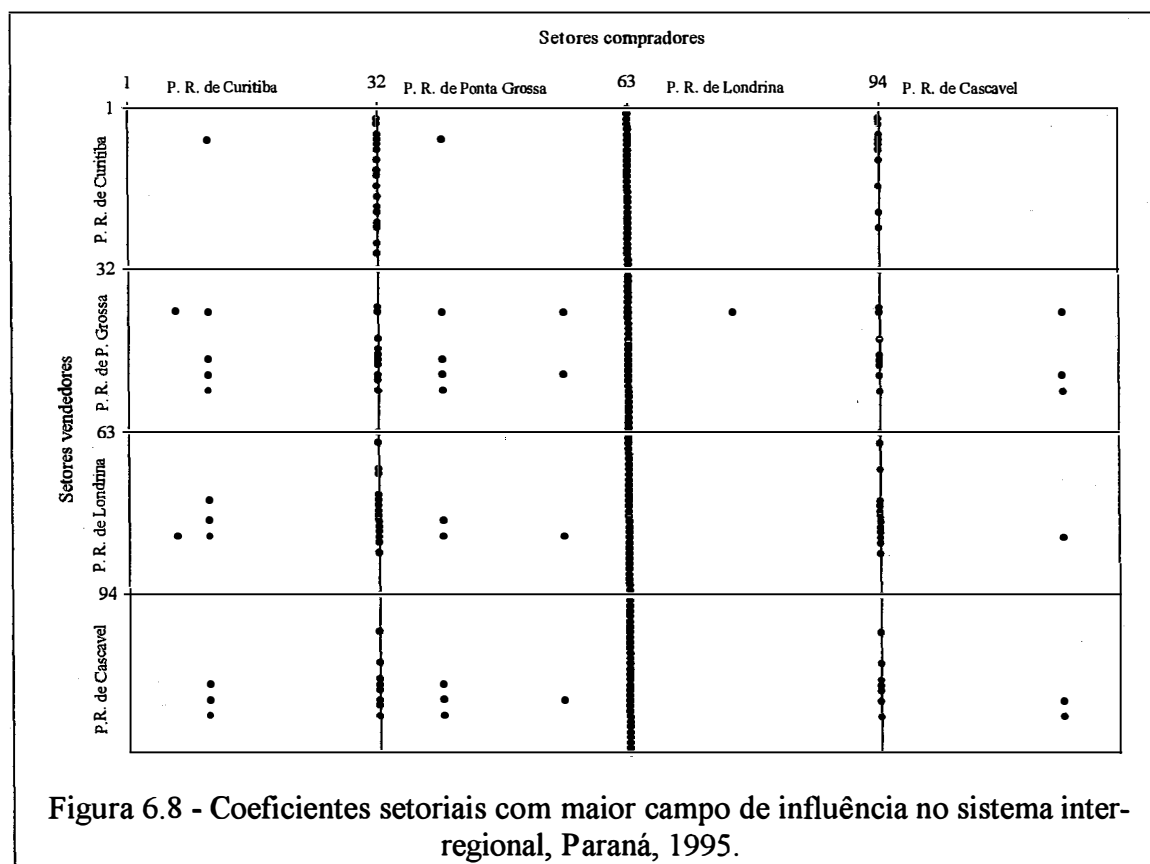 Setores compradores
1 P. R. de Curitiba 32 P. R. de Ponta Grossa 63 P. R. de Londrina 94 P. R. de Cascavel
1
P. R. de Curitiba
32
P. R. de P. Grossa
Setores vendedores
63
P. R. de Londrina
94
P.R. de Cascavel
Figura 6.8 - Coeficientes setoriais com maior campo de influência no sistema inter-
regional, Paraná, 1995.